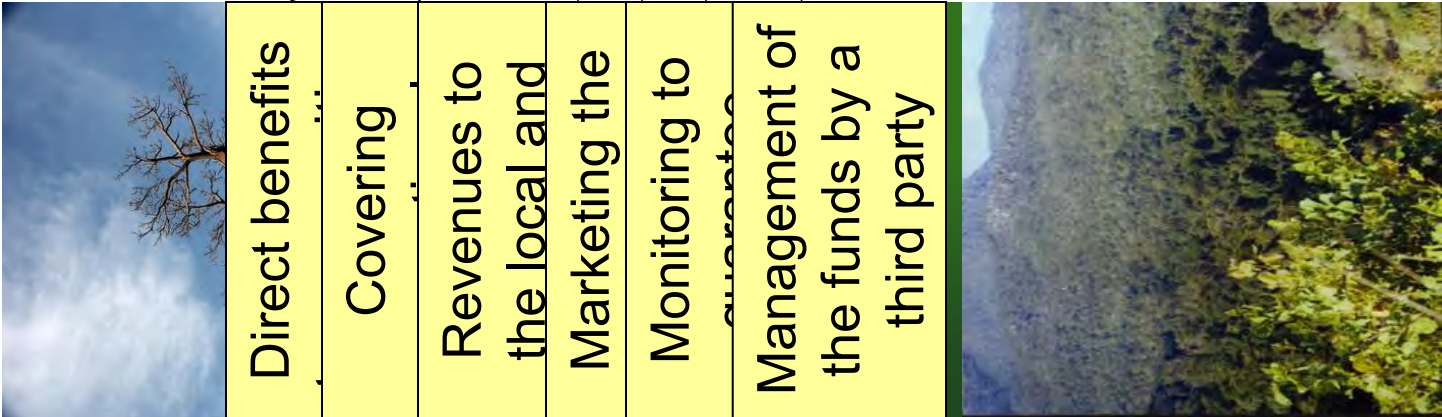 Direct benefits
Covering
Revenues to
the local and
Marketing the
Monitoring to
guarantee
Management of
the funds by a
third party